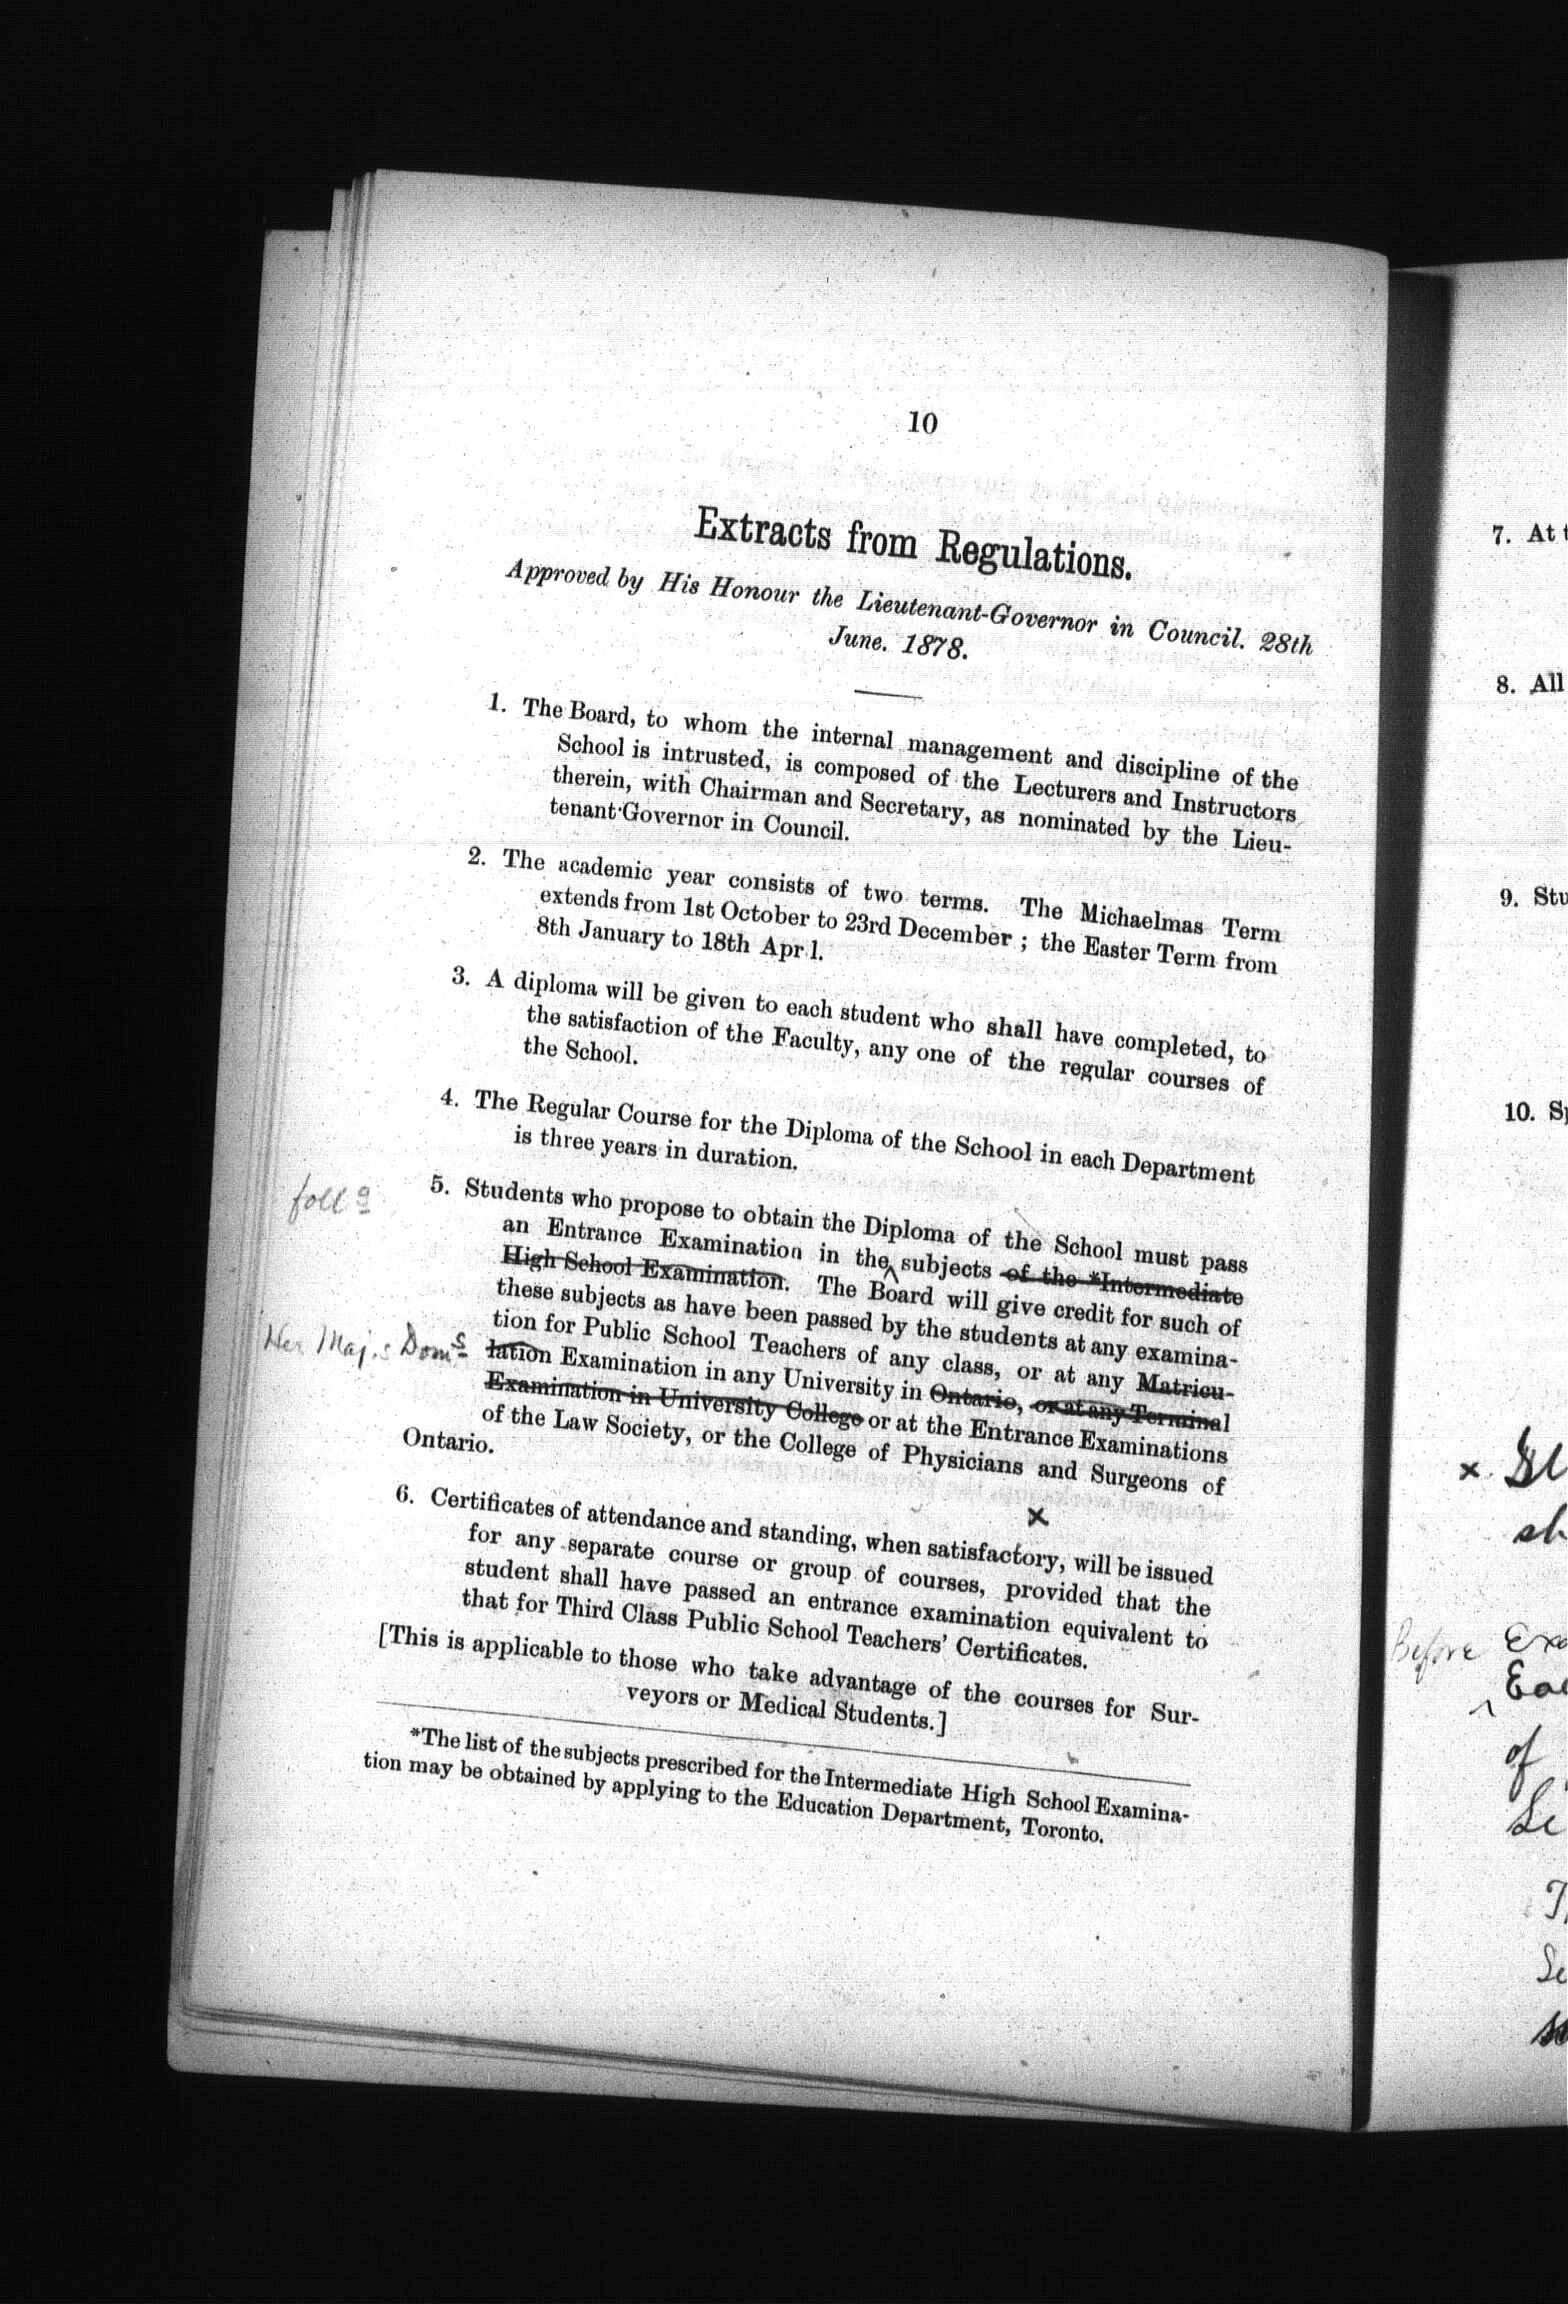 10
Extracts from Regulations.
Approved by His Honour the Lieutenant-Governor in Council. 28th
June. 1878.
1. The Board, to whom the internal management and discipline of the
School is intrusted, is composed of the Lecturers and Instructors
therein, with Chairman and Secretary, as nominated by the Lieu-
tenant-Governor in Council.
2. The academic year consists of two terms. The Michaelmas Term
extends from 1st October to 23rd December ; the Easter Term from
8th January to 18th Apr l.
3. A diploma will be given to each student who shall have completed, to
the satisfaction of the Faculty, any one of the regular courses of
the School.
4. The Regular Course for the Diploma of the School in each Department
is three years in duration.
foll g
5. Students who propose to obtain the Diploma of the School must pass
an Entrance Examination in the subjects of the *Intermediate
High School Examination. The Board will give credit for such of
these subjects as have been passed by the students at any examina-
tion for Public School Teachers of any class, or at any Matricu-
Her Maj.s Doms
lation Examination in any University in Ontario, or at any Terminal
Examination in University College or at the Entrance Examinations
of the Law Society, or the College of Physicians and Surgeons of
Ontario.
x
6. Certificates of attendance and standing, when satisfactory, will be issued
for any separate course or group of courses, provided that the
student shall have passed an entrance examination equivalent to
that for Third Class Public School Teachers' Certificates.
[This is applicable to those who take advantage of the courses for Sur-
veyors or Medical Students.]
*The list of the subjects prescribed for the Intermediate High School Examina-
tion may be obtained by applying to the Education Department, Toronto.
7. At
8. All
9. Stu
10.
x
Before
of